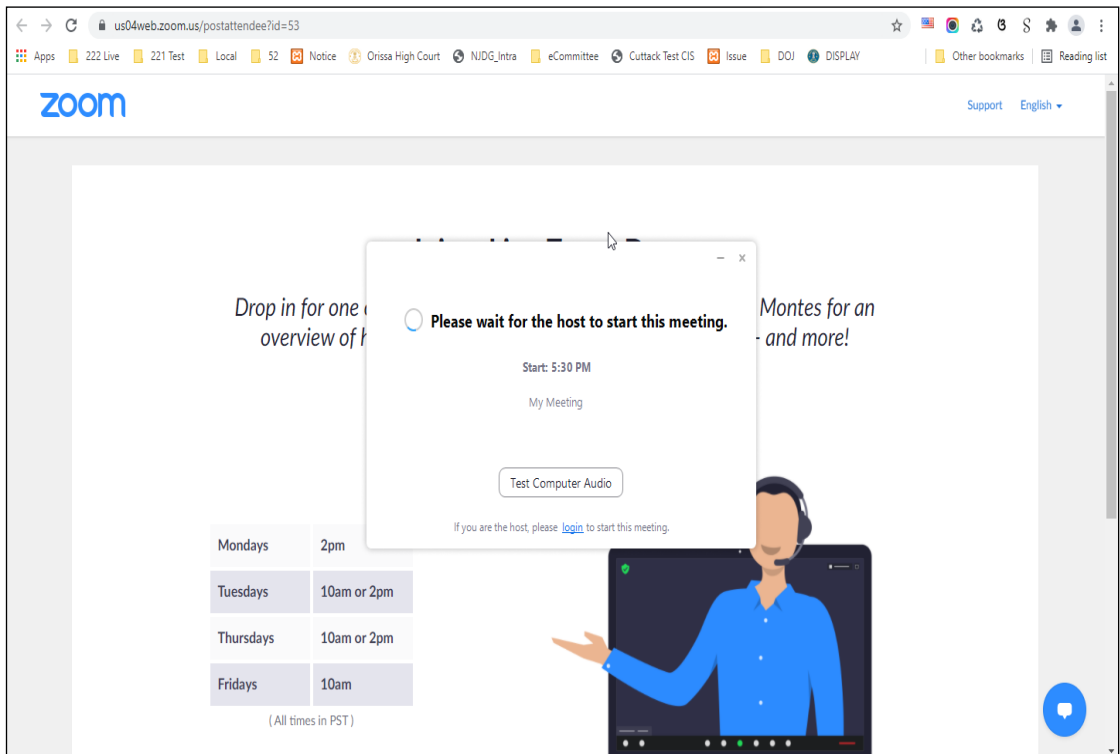 us04web.zoom.us/postattendee?id=53
Apps 222 Live 221 Test Local 52 Notice Orissa High Court NJDG_Intra eCommittee Cuttack Test CIS Issue DOJ DISPLAY Other bookmarks Reading list
zoom
Support English
Drop in for one
Montes for an
overview of
and more!
Please wait for the host to start this meeting.
Start: 5:30 PM
My Meeting
Test Computer Audio
If you are the host, please login to start this meeting.
Mondays 2pm
Tuesdays 10am or 2pm
Thursdays 10am or 2pm
Fridays 10am
( All times in PST )